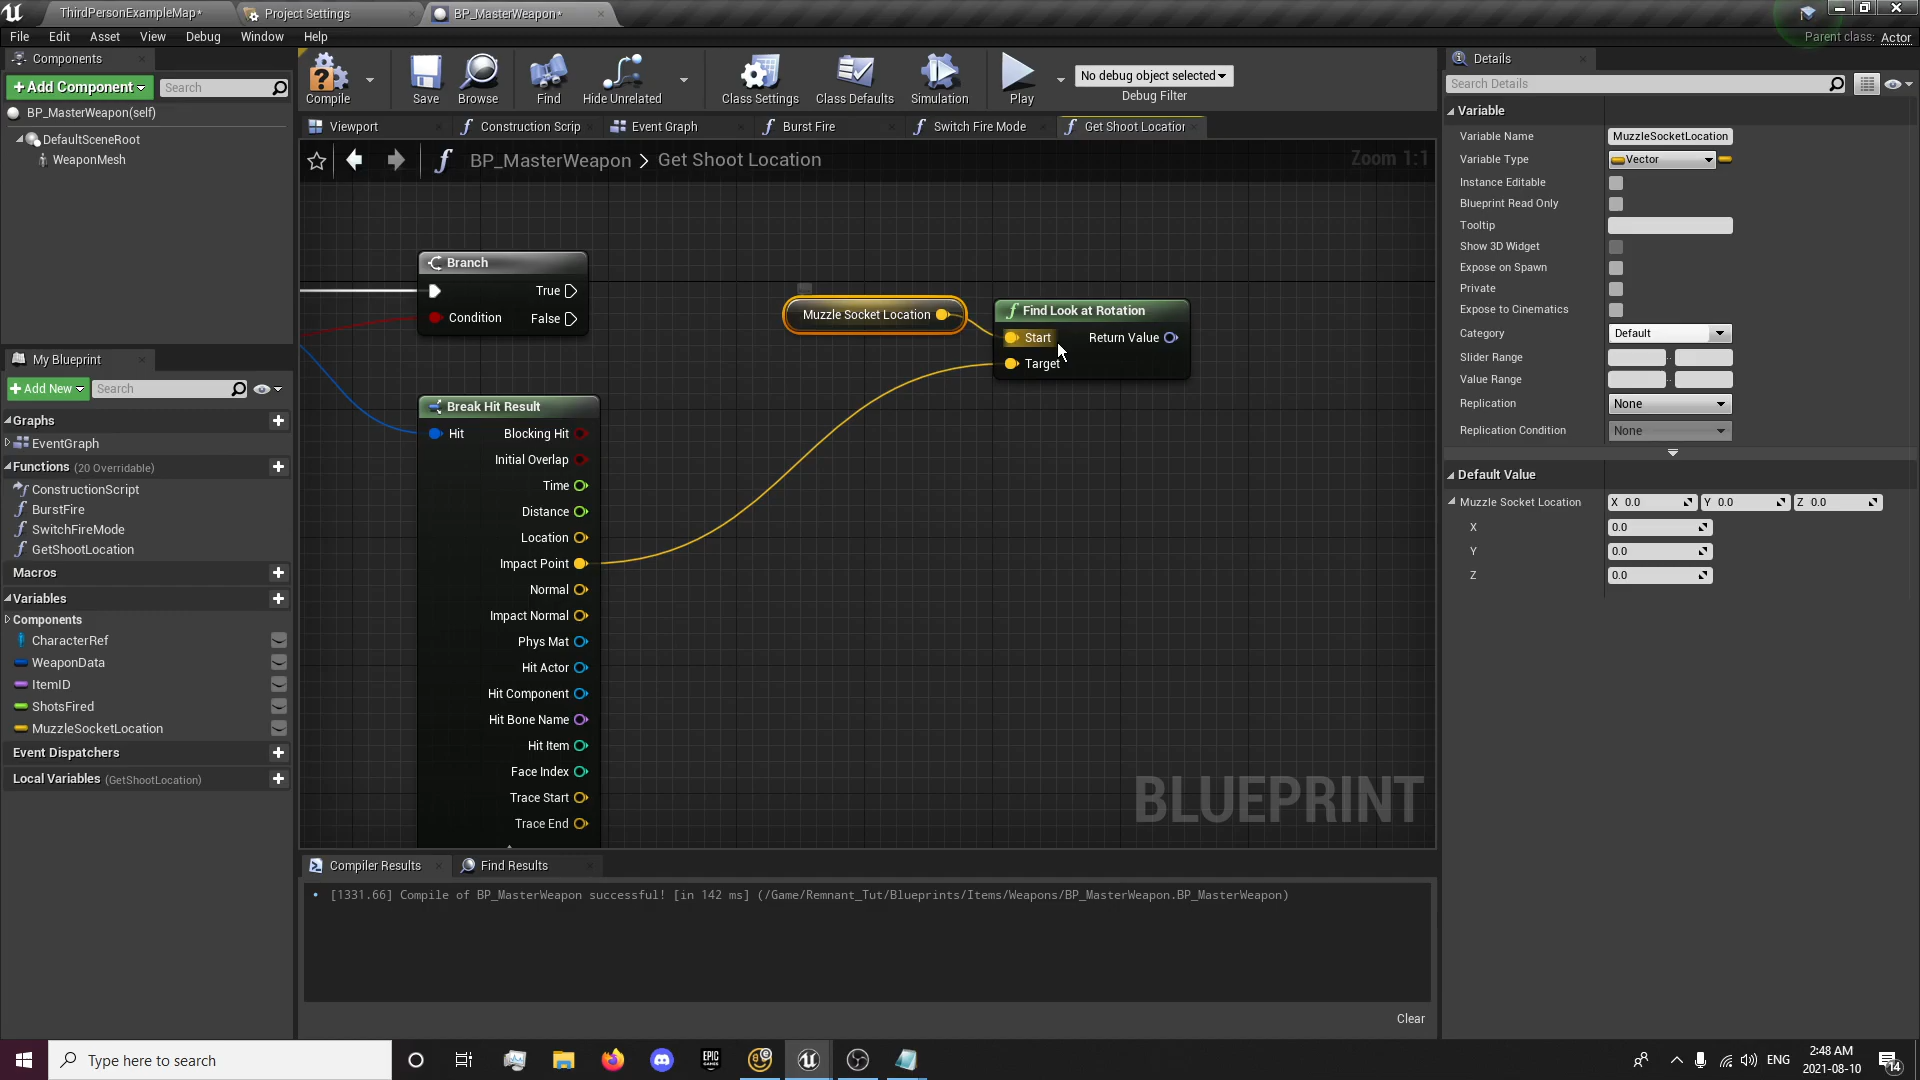 ThirdPersonExampleMap*
Project Settings
BP_MasterWeapon*
File Edit Asset View Debug Window Help
Parent class: Actor
Components
+Add Component
Search
BP_MasterWeapon(self)
DefaultSceneRoot
WeaponMesh
Compile
Save
Browse
Find
Hide Unrelated
Class Settings
Class Defaults
Simulation
Play
No debug object selected
Debug Filter
Viewport
Construction Scrip
Event Graph
Burst Fire
Switch Fire Mode
Get Shoot Location
BP_MasterWeapon > Get Shoot Location
Zoom 1:1
Branch
True
Condition
False
Muzzle Socket Location
Find Look at Rotation
Start
Return Value
Target
Break Hit Result
Hit
Blocking Hit
Initial Overlap
Time
Distance
Location
Impact Point
Normal
Impact Normal
Phys Mat
Hit Actor
Hit Component
Hit Bone Name
Hit Item
Face Index
Trace Start
Trace End
BLUEPRINT
My Blueprint
+Add New
Search
Graphs
EventGraph
Functions (20 Overridable)
ConstructionScript
BurstFire
SwitchFireMode
GetShootLocation
Macros
Variables
Components
CharacterRef
WeaponData
ItemID
ShotsFired
MuzzleSocketLocation
Event Dispatchers
Local Variables (GetShootLocation)
Compiler Results
Find Results
[1331.66] Compile of BP_MasterWeapon successful! [in 142 ms] (/Game/Remnant_Tut/Blueprints/Items/Weapons/BP_MasterWeapon.BP_MasterWeapon)
Clear
Details
Search Details
Variable
Variable Name MuzzleSocketLocation
Variable Type Vector
Instance Editable
Blueprint Read Only
Tooltip
Show 3D Widget
Expose on Spawn
Private
Expose to Cinematics
Category Default
Slider Range
Value Range
Replication None
Replication Condition None
Default Value
Muzzle Socket Location X 0.0 Y 0.0 Z 0.0
X 0.0
Y 0.0
Z 0.0
Type here to search
EPIC GAMES
ENG
2:48 AM
2021-08-10
14